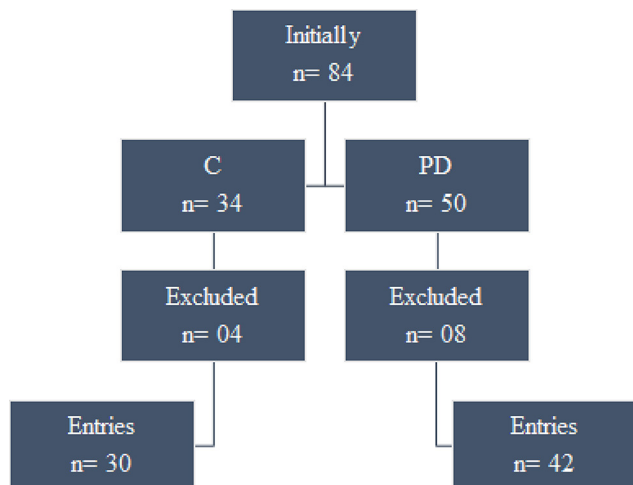 Initially
n= 84
C
n= 34
PD
n= 50
Excluded
n= 04
Excluded
n= 08
Entries
n= 30
Entries
n= 42